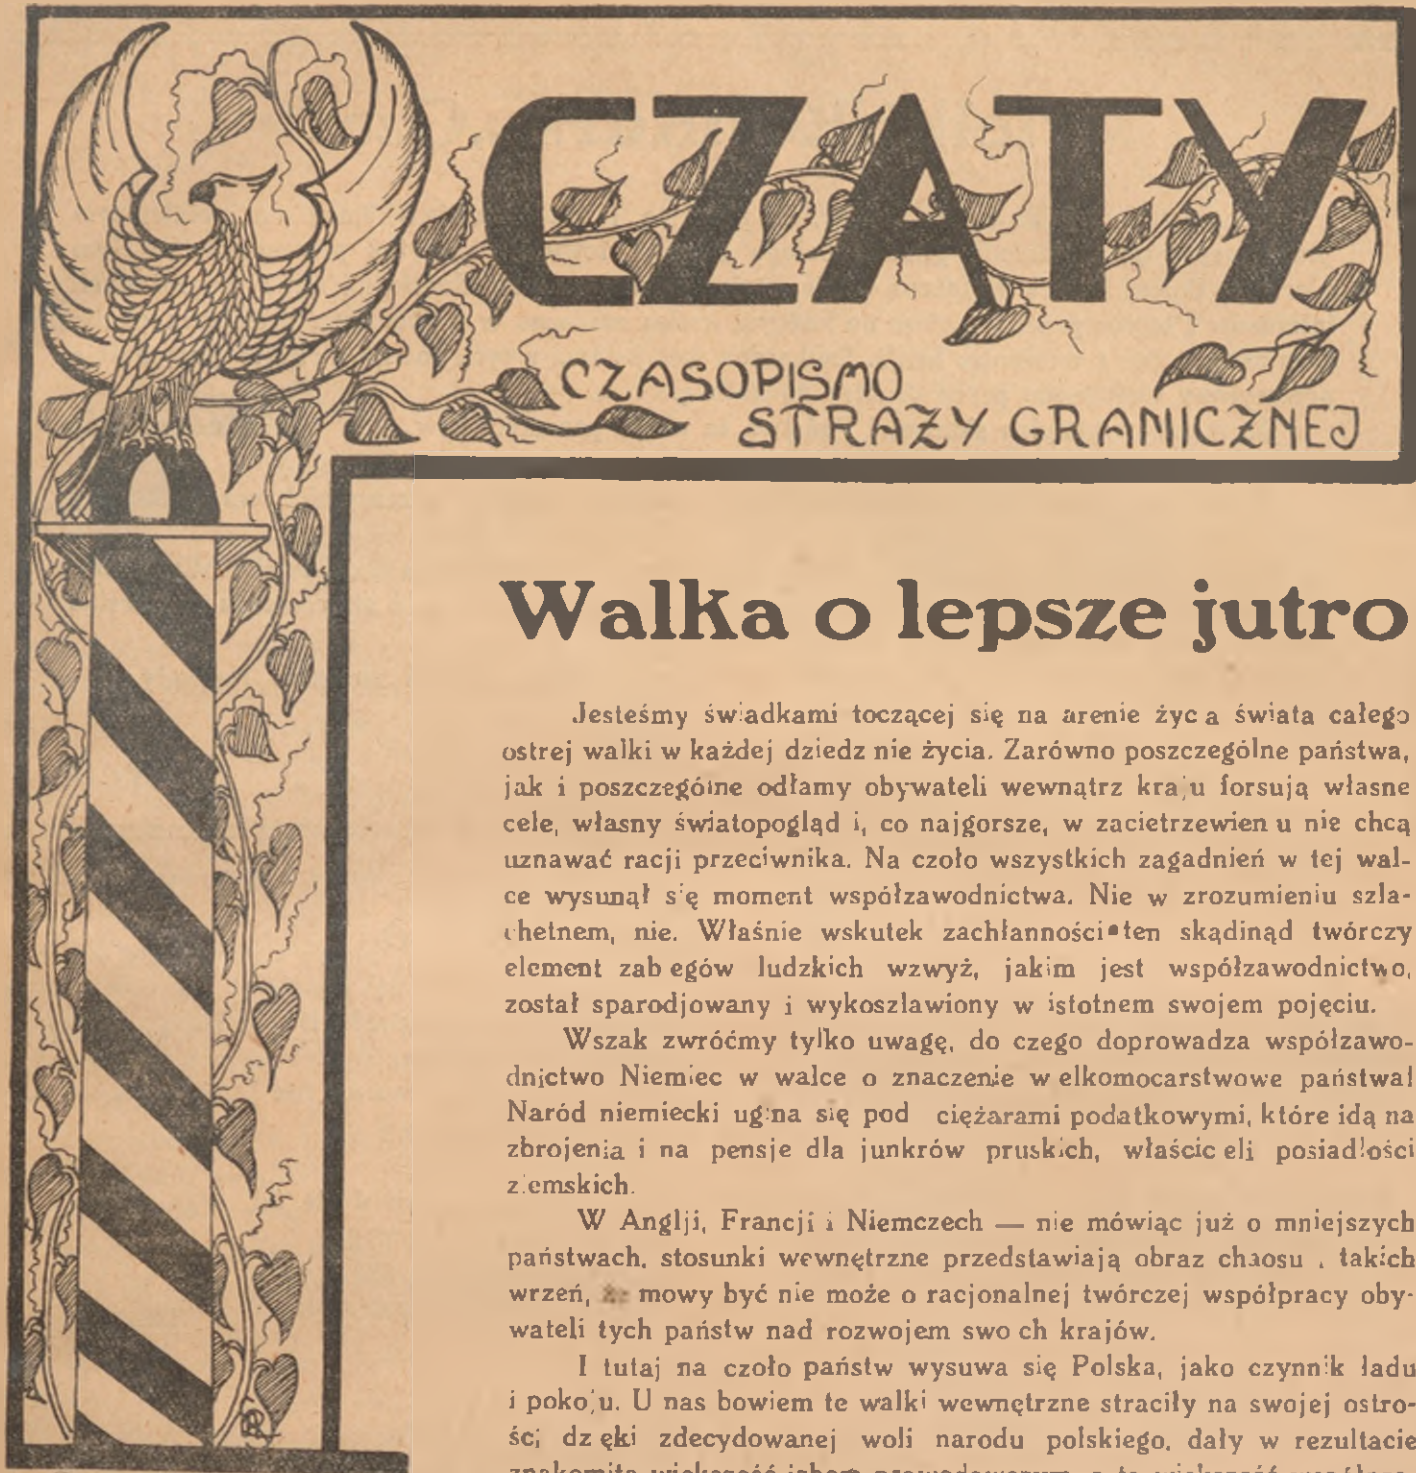 CZATY
CZASOPISMO
STRAŻY GRANICZNEJ
Walka o lepsze jutro
Jesteśmy świadkami toczącej się na arenie życia świata całego
ostrej walki w każdej dziedzinie życia. Zarówno poszczególne państwa,
jak i poszczególne odłamy obywateli wewnątrz kraju forsują własne
cele, własny światopogląd i, co najgorsze, w zacietrzewieniu nie chcą
uznawać racji przeciwnika. Na czoło wszystkich zagadnień w tej wal-
ce wysunął się moment współzawodnictwa. Nie w zrozumieniu szla-
chetnem, nie. Właśnie wskutek zachłanności ten skądinąd twórczy
element zabiegów ludzkich wzwyż, jakim jest współzawodnictwo,
został sparodjowany i wykoszlawiony w istotnem swojem pojęciu.
Wszak zwróćmy tylko uwagę, do czego doprowadza współzawo-
dnictwo Niemiec w walce o znaczenie wielkomocarstwowe państwa!
Naród niemiecki ugina się pod ciężarami podatkowymi, które idą na
zbrojenia i na pensje dla junkrów pruskich, właścicieli posiadłości
ziemskich.
W Anglji, Francji i Niemczech — nie mówiąc już o mniejszych
państwach, stosunki wewnętrzne przedstawiają obraz chaosu i takich
wrzeń, że mowy być nie może o racjonalnej twórczej współpracy oby-
wateli tych państw nad rozwojem swoich krajów.
I tutaj na czoło państw wysuwa się Polska, jako czynnik ładu
i pokoju. U nas bowiem te walki wewnętrzne straciły na swojej ostro-
ści dzięki zdecydowanej woli narodu polskiego, dały w rezultacie